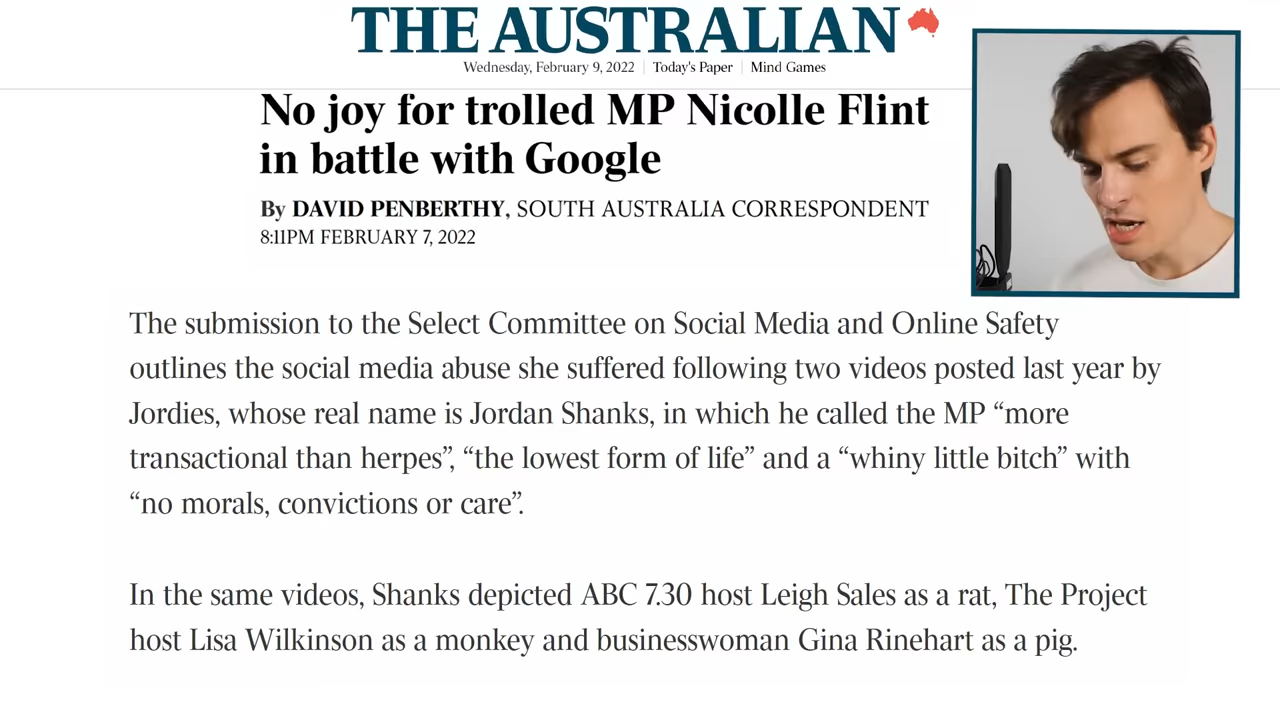 THE AUSTRALIAN
Wednesday, February 9, 2022 | Today's Paper | Mind Games
No joy for trolled MP Nicolle Flint
in battle with Google
By DAVID PENBERTHY, SOUTH AUSTRALIA CORRESPONDENT
8:11PM FEBRUARY 7, 2022
The submission to the Select Committee on Social Media and Online Safety
outlines the social media abuse she suffered following two videos posted last year by
Jordies, whose real name is Jordan Shanks, in which he called the MP “more
transactional than herpes”, “the lowest form of life” and a “whiny little bitch” with
“no morals, convictions or care”.
In the same videos, Shanks depicted ABC 7.30 host Leigh Sales as a rat, The Project
host Lisa Wilkinson as a monkey and businesswoman Gina Rinehart as a pig.